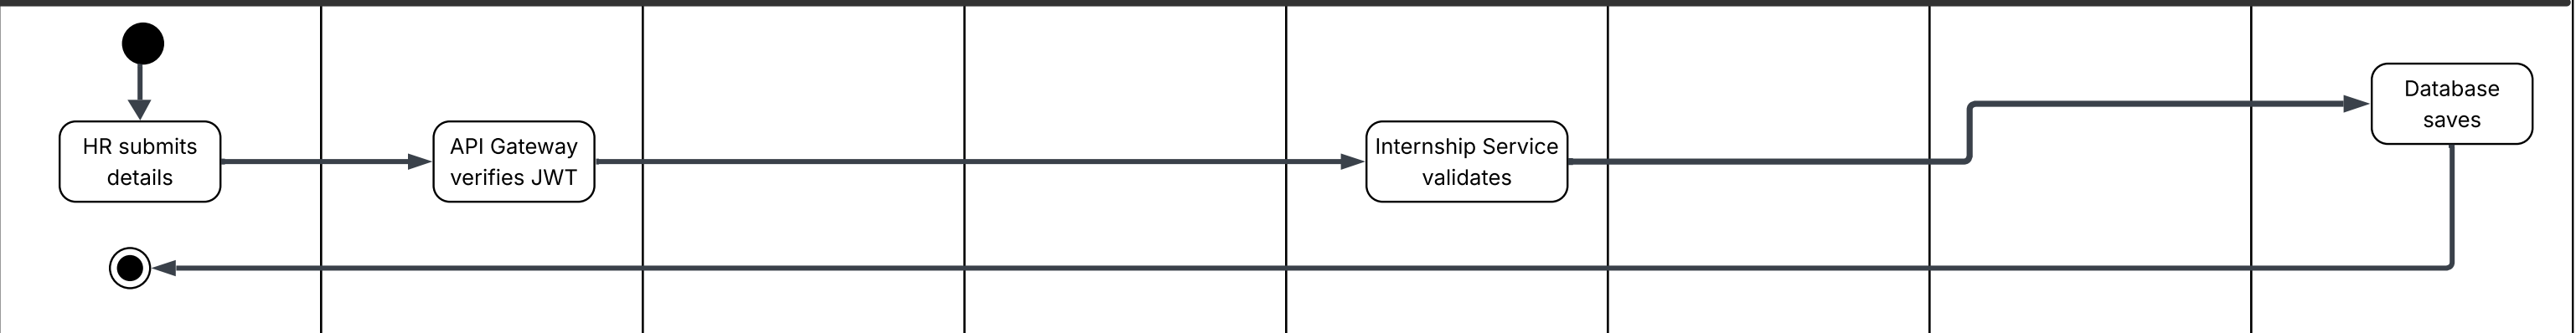 HR submits
details
API Gateway
verifies JWT
Internship Service
validates
Database
saves